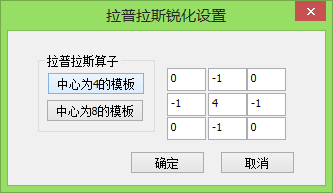 拉普拉斯锐化设置
拉普拉斯算子
中心为4的模板
中心为8的模板
0 -1 0
-1 4 -1
0 -1 0
确定 取消